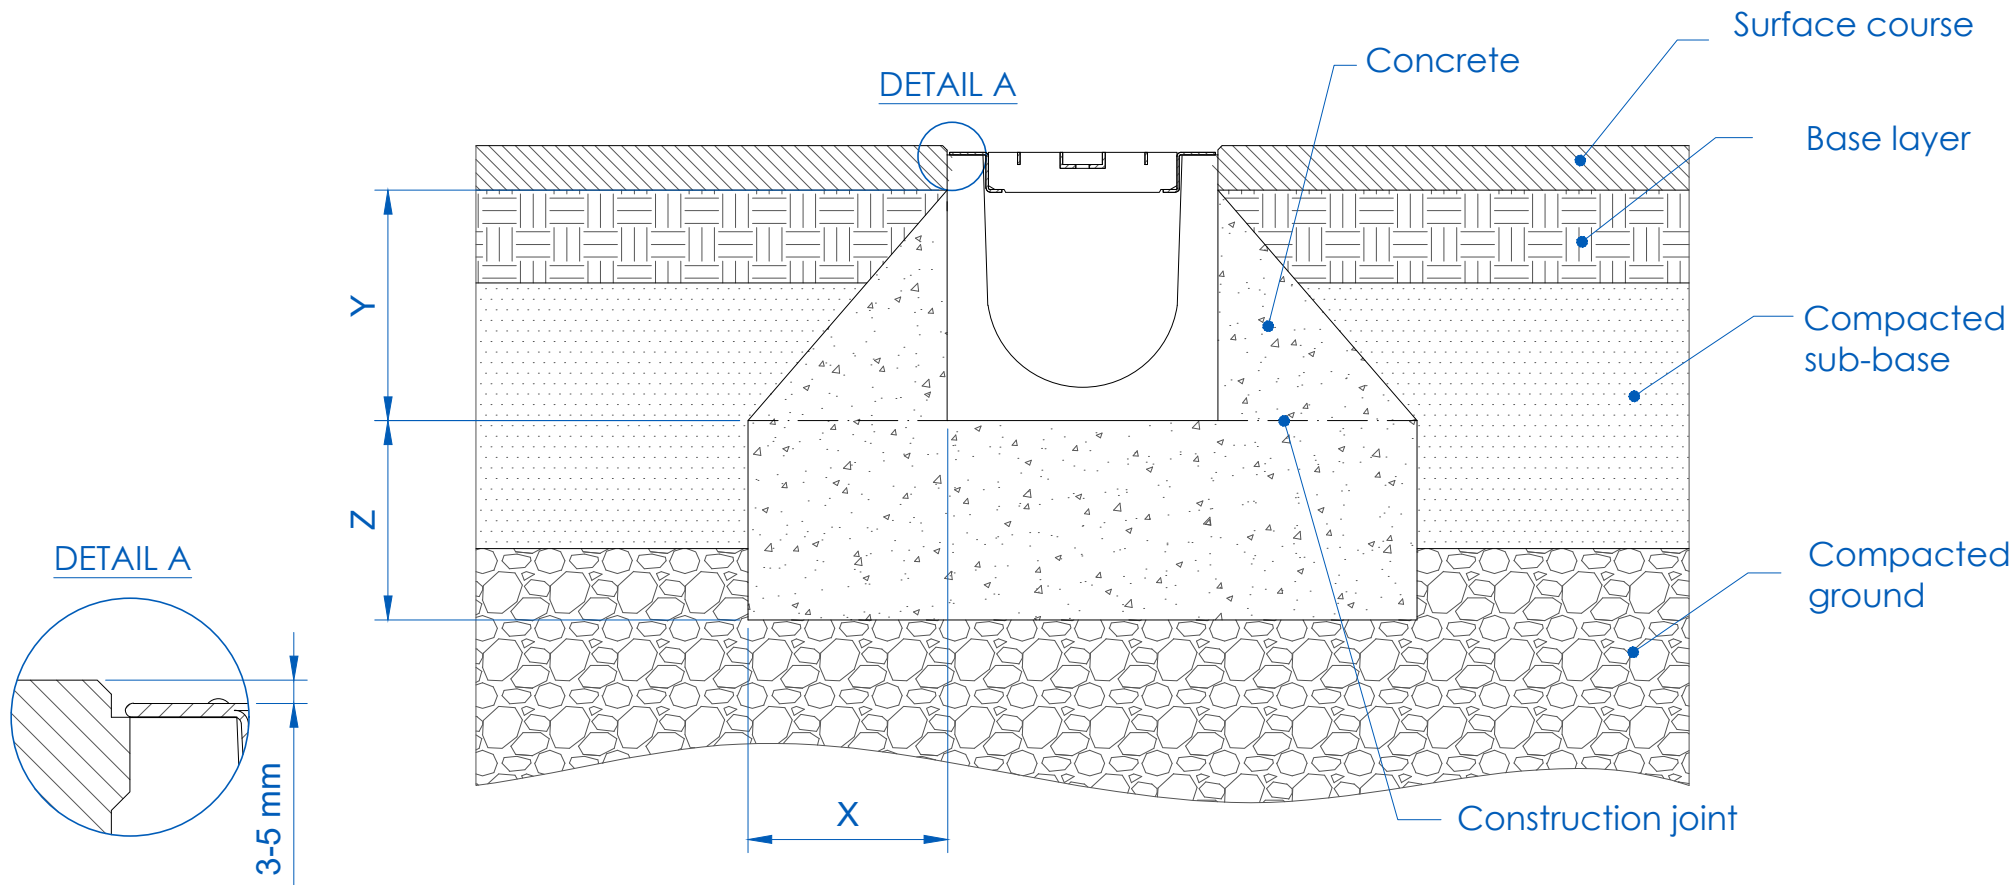 Surface course
Concrete
DETAIL A
Base layer
Y
Compacted
sub-base
Z
DETAIL A
Compacted
ground
3-5 mm
X
Construction joint